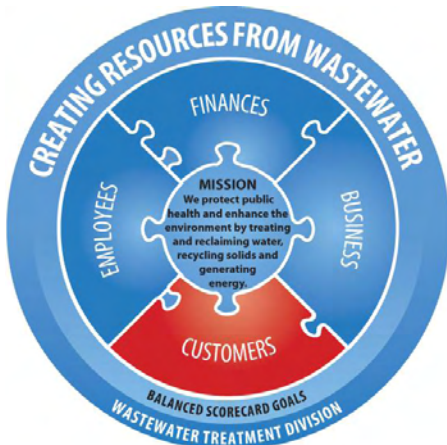 CREATING RESOURCES FROM WASTEWATER
FINANCES
EMPLOYEES
MISSION
We protect public
health and enhance the
environment by treating
and reclaiming water,
recycling solids and
generating
energy.
BUSINESS
CUSTOMERS
BALANCED SCORECARD GOALS
WASTEWATER TREATMENT DIVISION